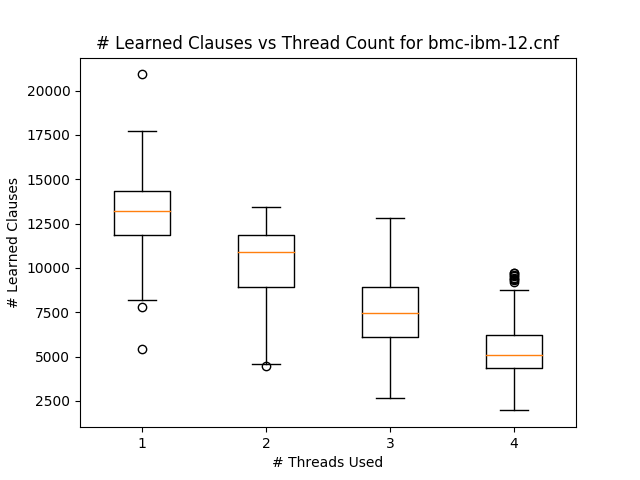 # Learned Clauses vs Thread Count for bmc-ibm-12.cnf
# Learned Clauses
20000
17500
15000
12500
10000
7500
5000
2500
1 2 3 4
# Threads Used